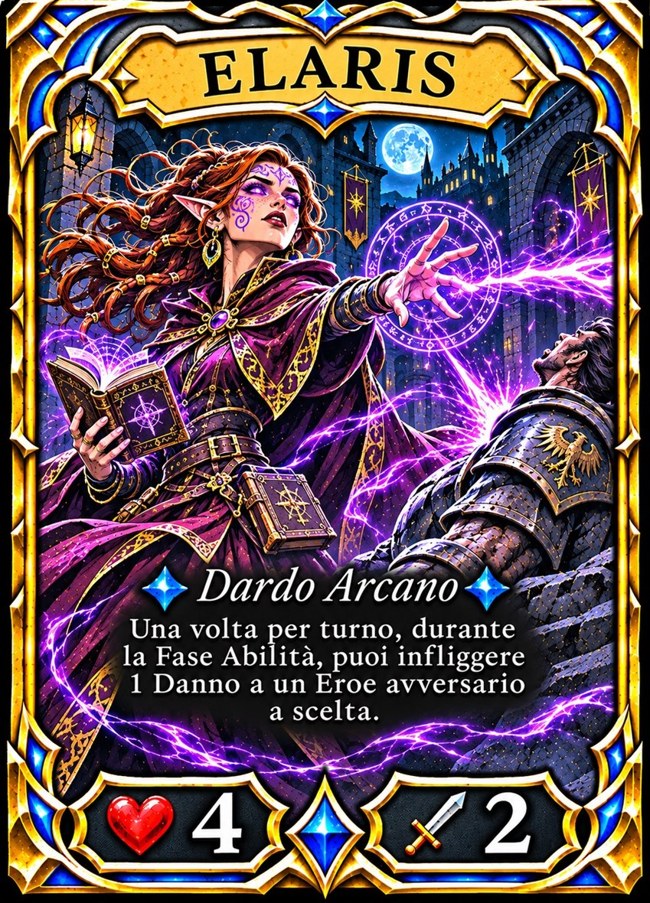 ELARIS
Dardo Arcano
Una volta per turno, durante
la Fase Abilità, puoi infliggere
1 Danno a un Eroe avversario
a scelta.
4 2